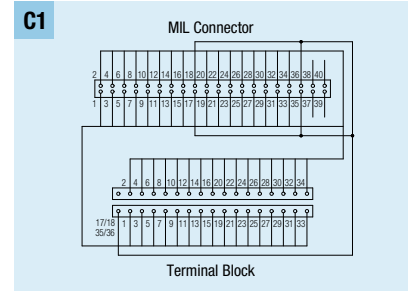 C1
MIL Connector
2 4 6 8 10 12 14 16 18 20 22 24 26 28 30 32 34 36 38 40
1 3 5 7 9 11 13 15 17 19 21 23 25 27 29 31 33 35 37 39
2 4 6 8 10 12 14 16 20 22 24 26 28 30 32 34
17/18 1 3 5 7 9 11 13 15 19 21 23 25 27 29 31 33
35/36
Terminal Block